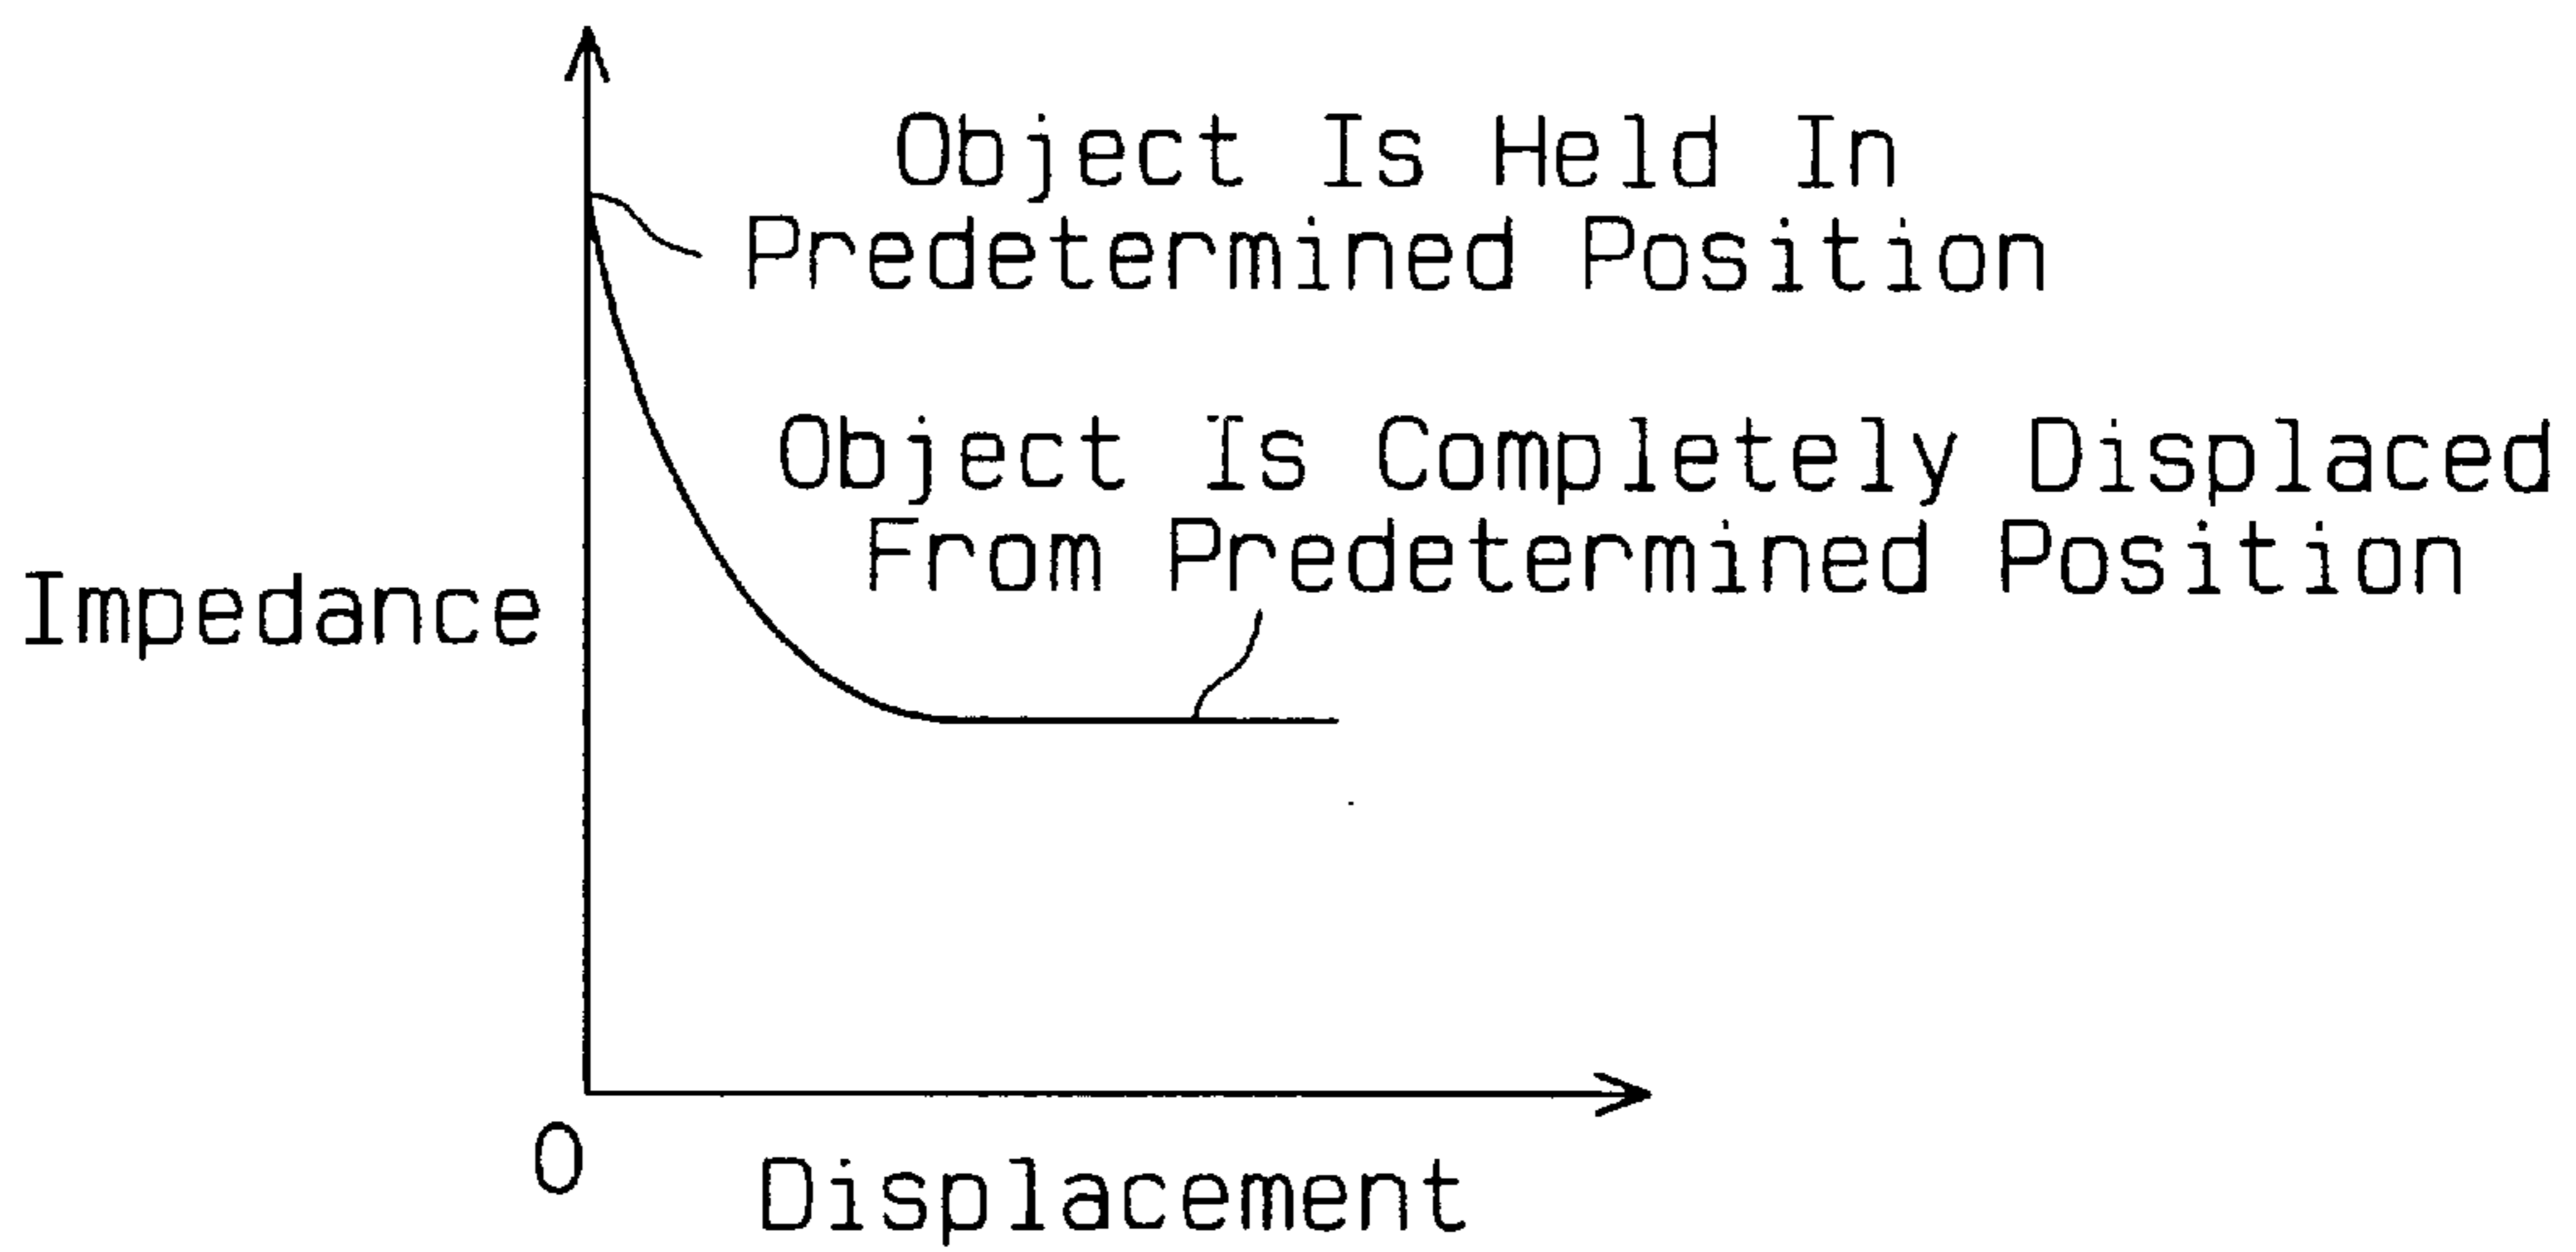 Object Is Held In
Predetermined Position
Object Is Completely Displaced
From Predetermined Position
Impedance
0
Displacement